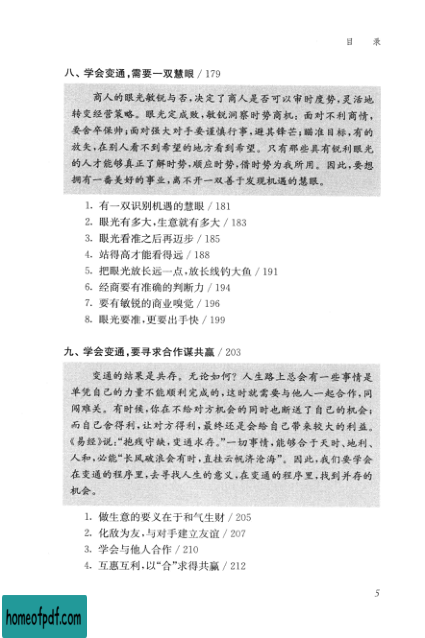 目 录
八、学会变通,需要一双慧眼 / 179
商人的眼光敏锐与否,决定了商人是否可以审时度势,灵活地
转变经营策略。眼光定成败,敏锐洞察时势商机;面对不利商情,
要舍卒保帅;面对强大对手要谨慎行事,避其锋芒;瞄准目标,有的
放矢,在别人看不到希望的地方看到希望。只有那些具有锐利眼光
的人才能够真正了解时势,顺应时势,借时势为我所用。因此,要想
拥有一番美好的事业,离不开一双善于发现机遇的慧眼。
1. 有一双识别机遇的慧眼 / 181
2. 眼光有多大,生意就有多大 / 183
3. 眼光看准之后再迈步 / 185
4. 站得高才能看得远 / 188
5. 把眼光放长远一点,放长线钓大鱼 / 191
6. 经商要有准确的判断力 / 194
7. 要有敏锐的商业嗅觉 / 196
8. 眼光要准,更要出手快 / 199
九、学会变通,要寻求合作谋共赢 / 203
变通的结果是共存。无论如何?人生路上总会有一些事情是
单凭自己的力量不能顺利完成的,这时就需要与他人一起合作,同
闯难关。有时候,你在不给对方机会的同时也断送了自己的机会;
而自己舍得利,让对方得利,最终还是会给自己带来较大的利益。
《易经》说:“抱残守缺,变通求存。”一切事情,能够合于天时、地利、
人和,必能“长风破浪会有时,直挂云帆济沧海”。因此,我们要学会
在变通的程序里,去寻找人生的意义,在变通的程序里,找到并存的
机会。
1. 做生意的要义在于和气生财 / 205
2. 化敌为友,与对手建立友谊 / 207
3. 学会与他人合作 / 210
4. 互惠互利,以“合”求得共赢 / 212
5
homeofpdf.com